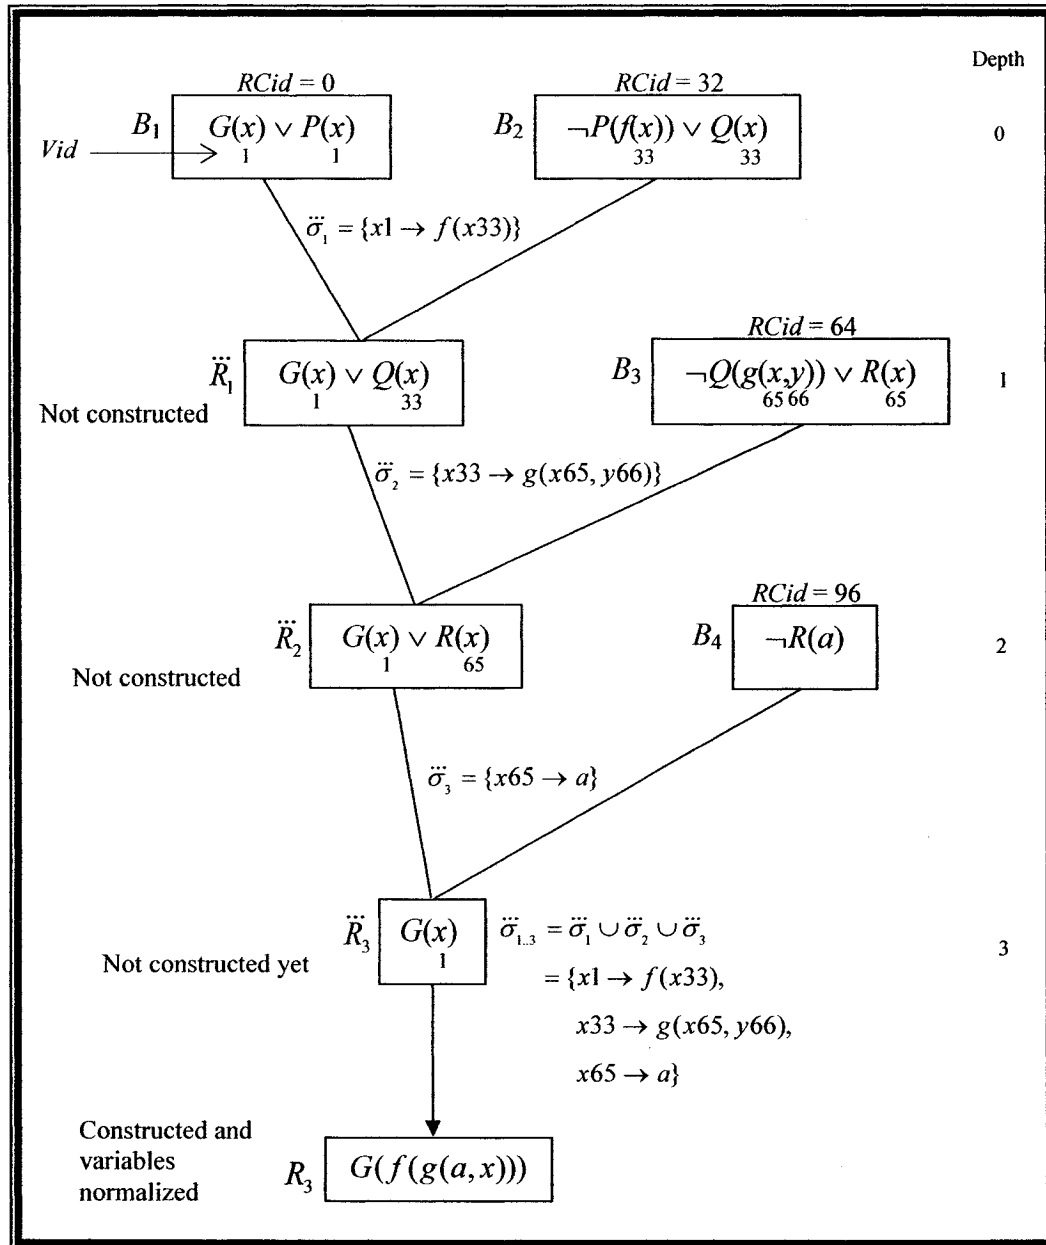 Depth
RCid = 0
RCid = 32
B₁ G(x) ∨ P(x)
1 1
B₂ ¬P(f(x)) ∨ Q(x)
33 33
0
Vid
σ⃛₁ = {x1 → f(x33)}
RCid = 64
R⃛₁ G(x) ∨ Q(x)
1 33
B₃ ¬Q(g(x,y)) ∨ R(x)
65 66 65
1
Not constructed
σ⃛₂ = {x33 → g(x65, y66)}
RCid = 96
R⃛₂ G(x) ∨ R(x)
1 65
B₄ ¬R(a)
2
Not constructed
σ⃛₃ = {x65 → a}
R⃛₃ G(x)
1
σ⃛₁..₃ = σ⃛₁ ∪ σ⃛₂ ∪ σ⃛₃
3
Not constructed yet
= {x1 → f(x33),
x33 → g(x65, y66),
x65 → a}
Constructed and
variables
normalized
R₃ G(f(g(a,x)))